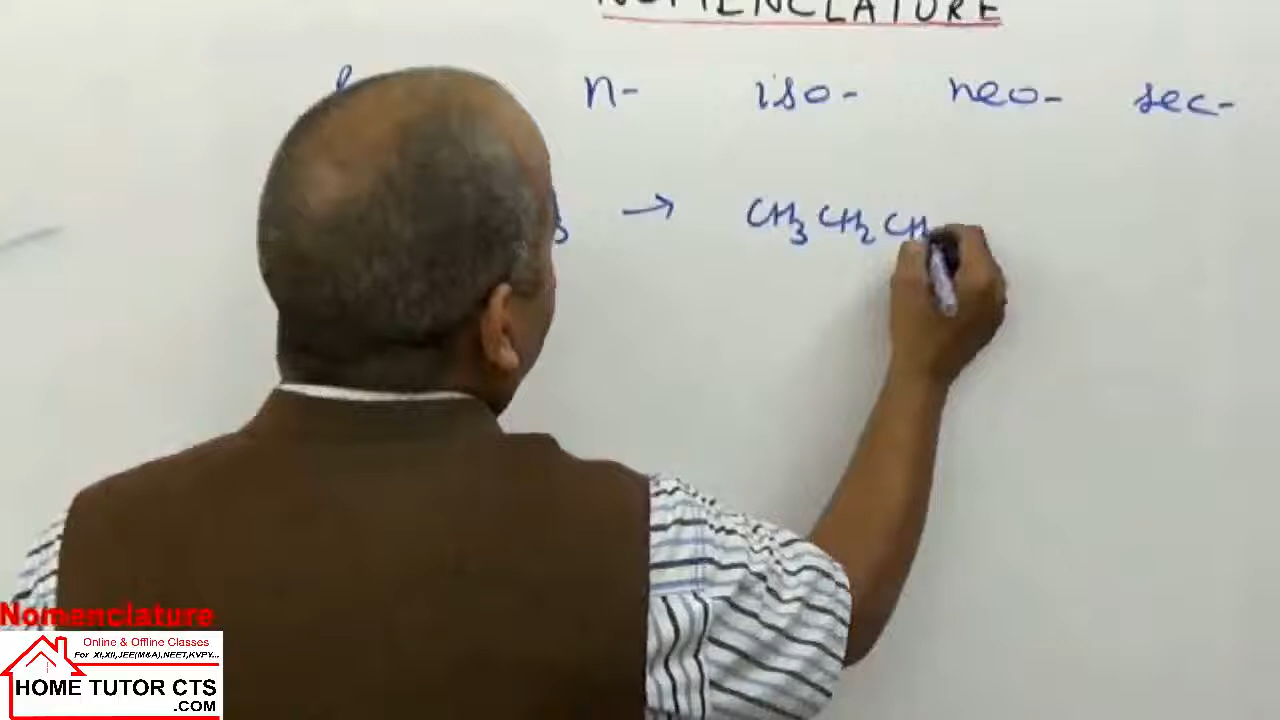 NOMENCLATURE
n- iso- neo- sec-
3 → CH3 CH2 CH
Nomenclature
Online & Offline Classes
For XI,XII,JEE(M&A),NEET,KVPY...
HOME TUTOR CTS
.COM